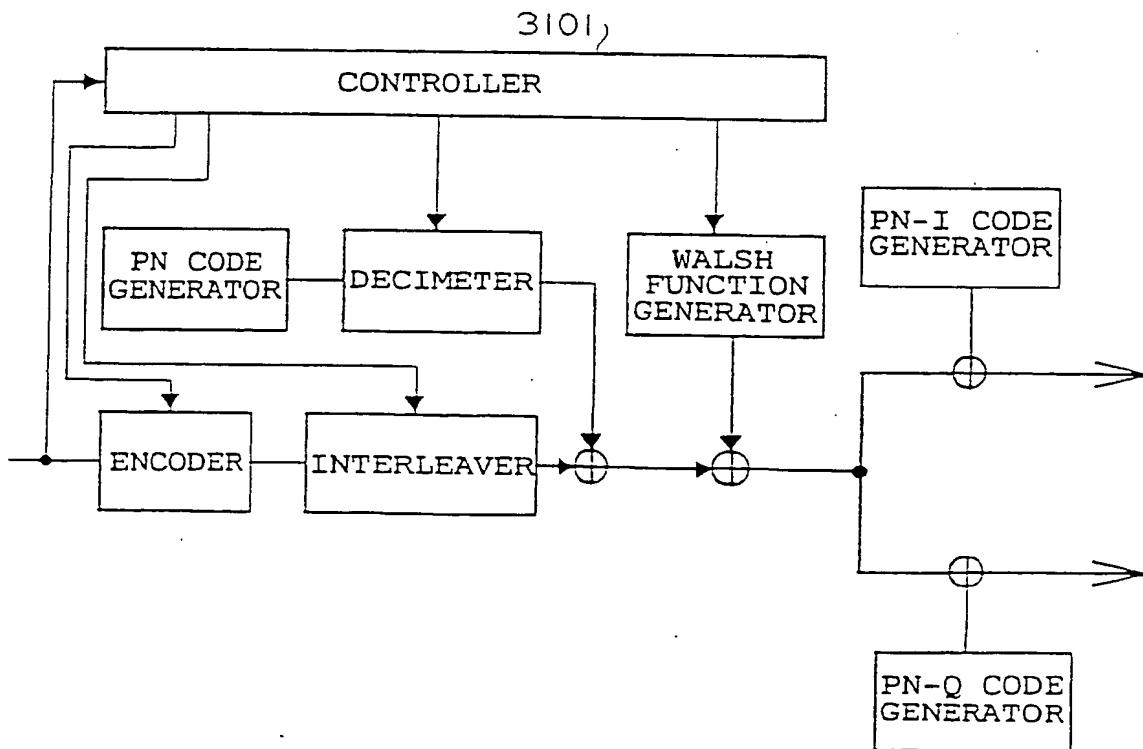 3101
CONTROLLER
PN CODE
GENERATOR
DECIMETER
WALSH
FUNCTION
GENERATOR
PN-I CODE
GENERATOR
ENCODER
INTERLEAVER
PN-Q CODE
GENERATOR